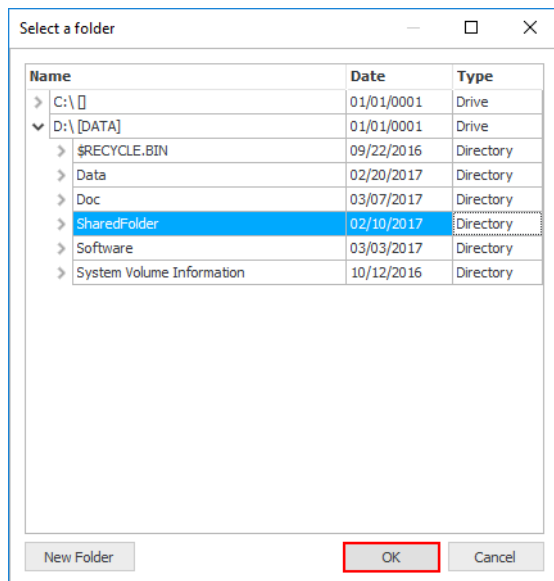 Select a folder
Name Date Type
C:\ [] 01/01/0001 Drive
D:\ [DATA] 01/01/0001 Drive
$RECYCLE.BIN 09/22/2016 Directory
Data 02/20/2017 Directory
Doc 03/07/2017 Directory
SharedFolder 02/10/2017 Directory
Software 03/03/2017 Directory
System Volume Information 10/12/2016 Directory
New Folder OK Cancel